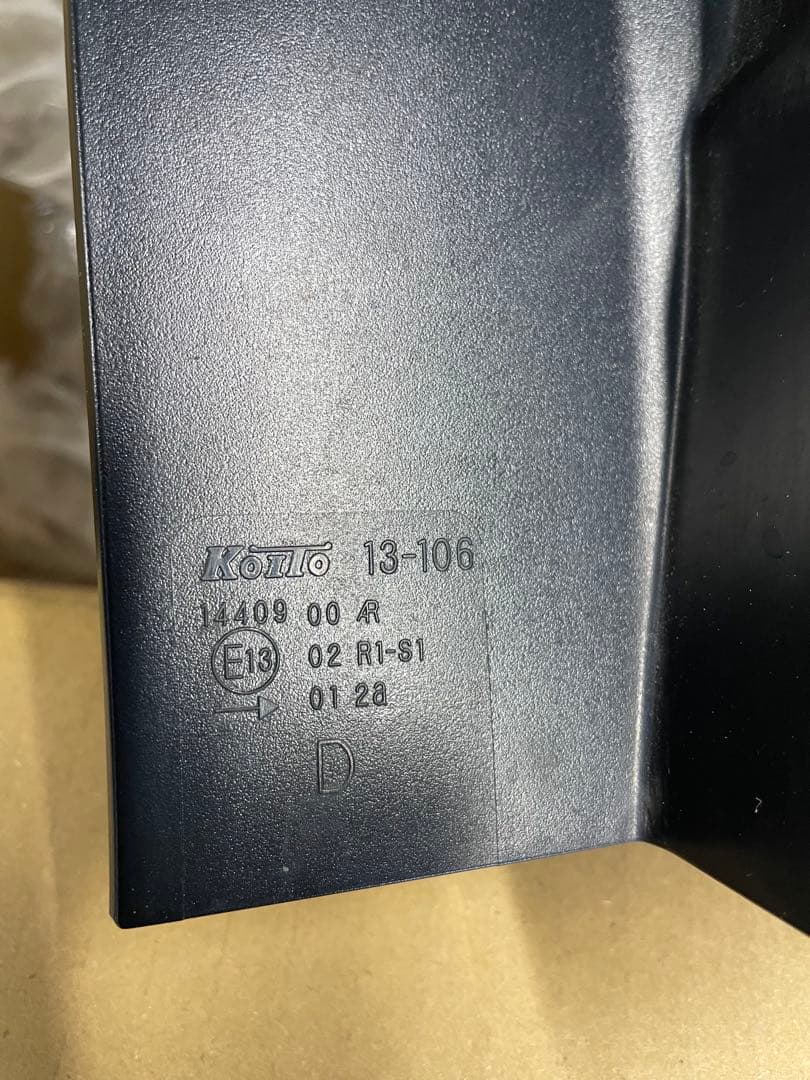 KOITO 13-106
14409 00 AR
E13 02 R1-S1
→ 01 2a
D